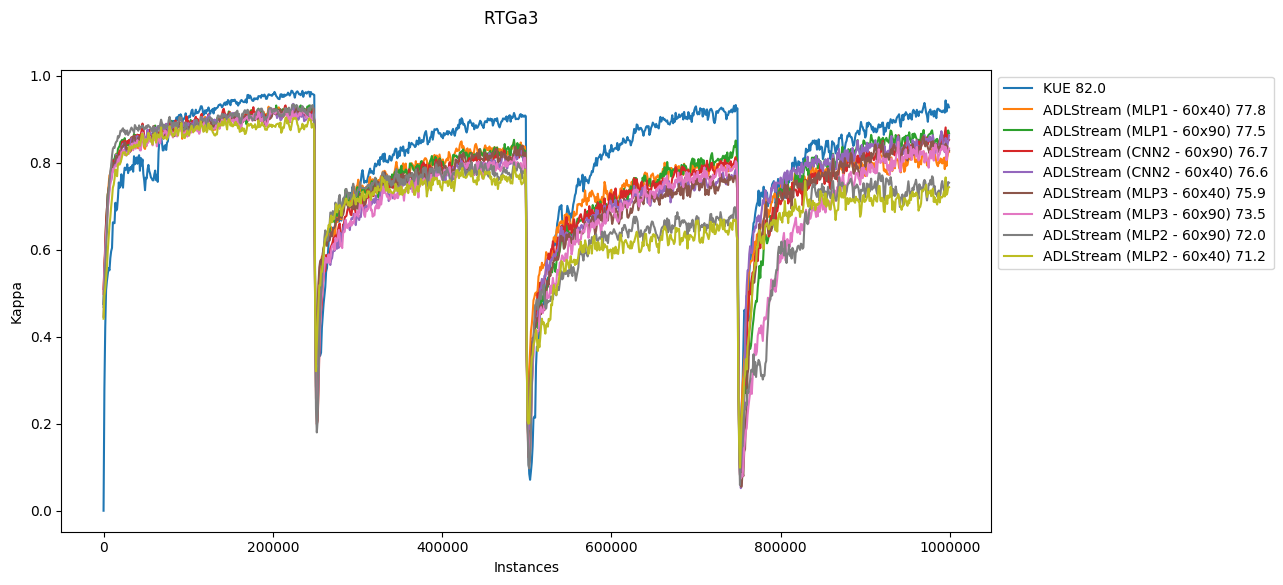 RTGa3
1.0
0.8
0.6
0.4
0.2
0.0
Kappa
0
200000
400000
600000
800000
1000000
Instances
KUE 82.0
ADLStream (MLP1 - 60x40) 77.8
ADLStream (MLP1 - 60x90) 77.5
ADLStream (CNN2 - 60x90) 76.7
ADLStream (CNN2 - 60x40) 76.6
ADLStream (MLP3 - 60x40) 75.9
ADLStream (MLP3 - 60x90) 73.5
ADLStream (MLP2 - 60x90) 72.0
ADLStream (MLP2 - 60x40) 71.2